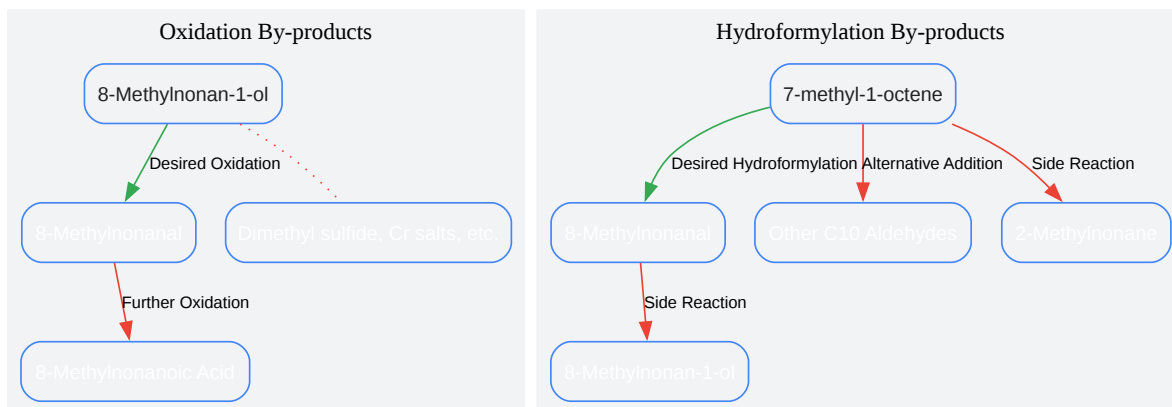 Oxidation By-products
8-Methylnonan-1-ol
Desired Oxidation
8-Methylnonanal
Dimethyl sulfide, Cr salts, etc.
Further Oxidation
8-Methylnonanoic Acid
Hydroformylation By-products
7-methyl-1-octene
Desired Hydroformylation
Alternative Addition
Side Reaction
8-Methylnonanal
Other C10 Aldehydes
2-Methylnonane
Side Reaction
8-Methylnonan-1-ol